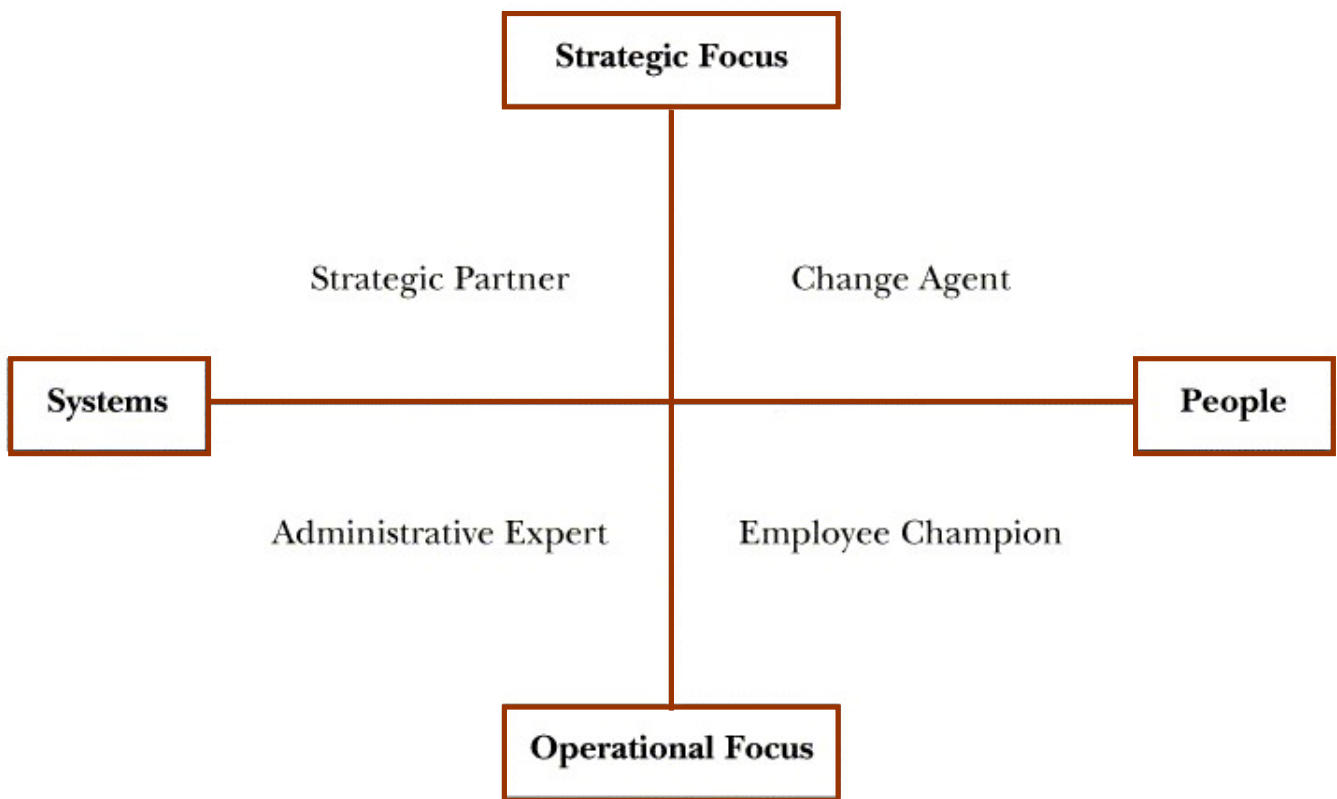 Strategic Focus
Strategic Partner
Change Agent
Systems
People
Administrative Expert
Employee Champion
Operational Focus